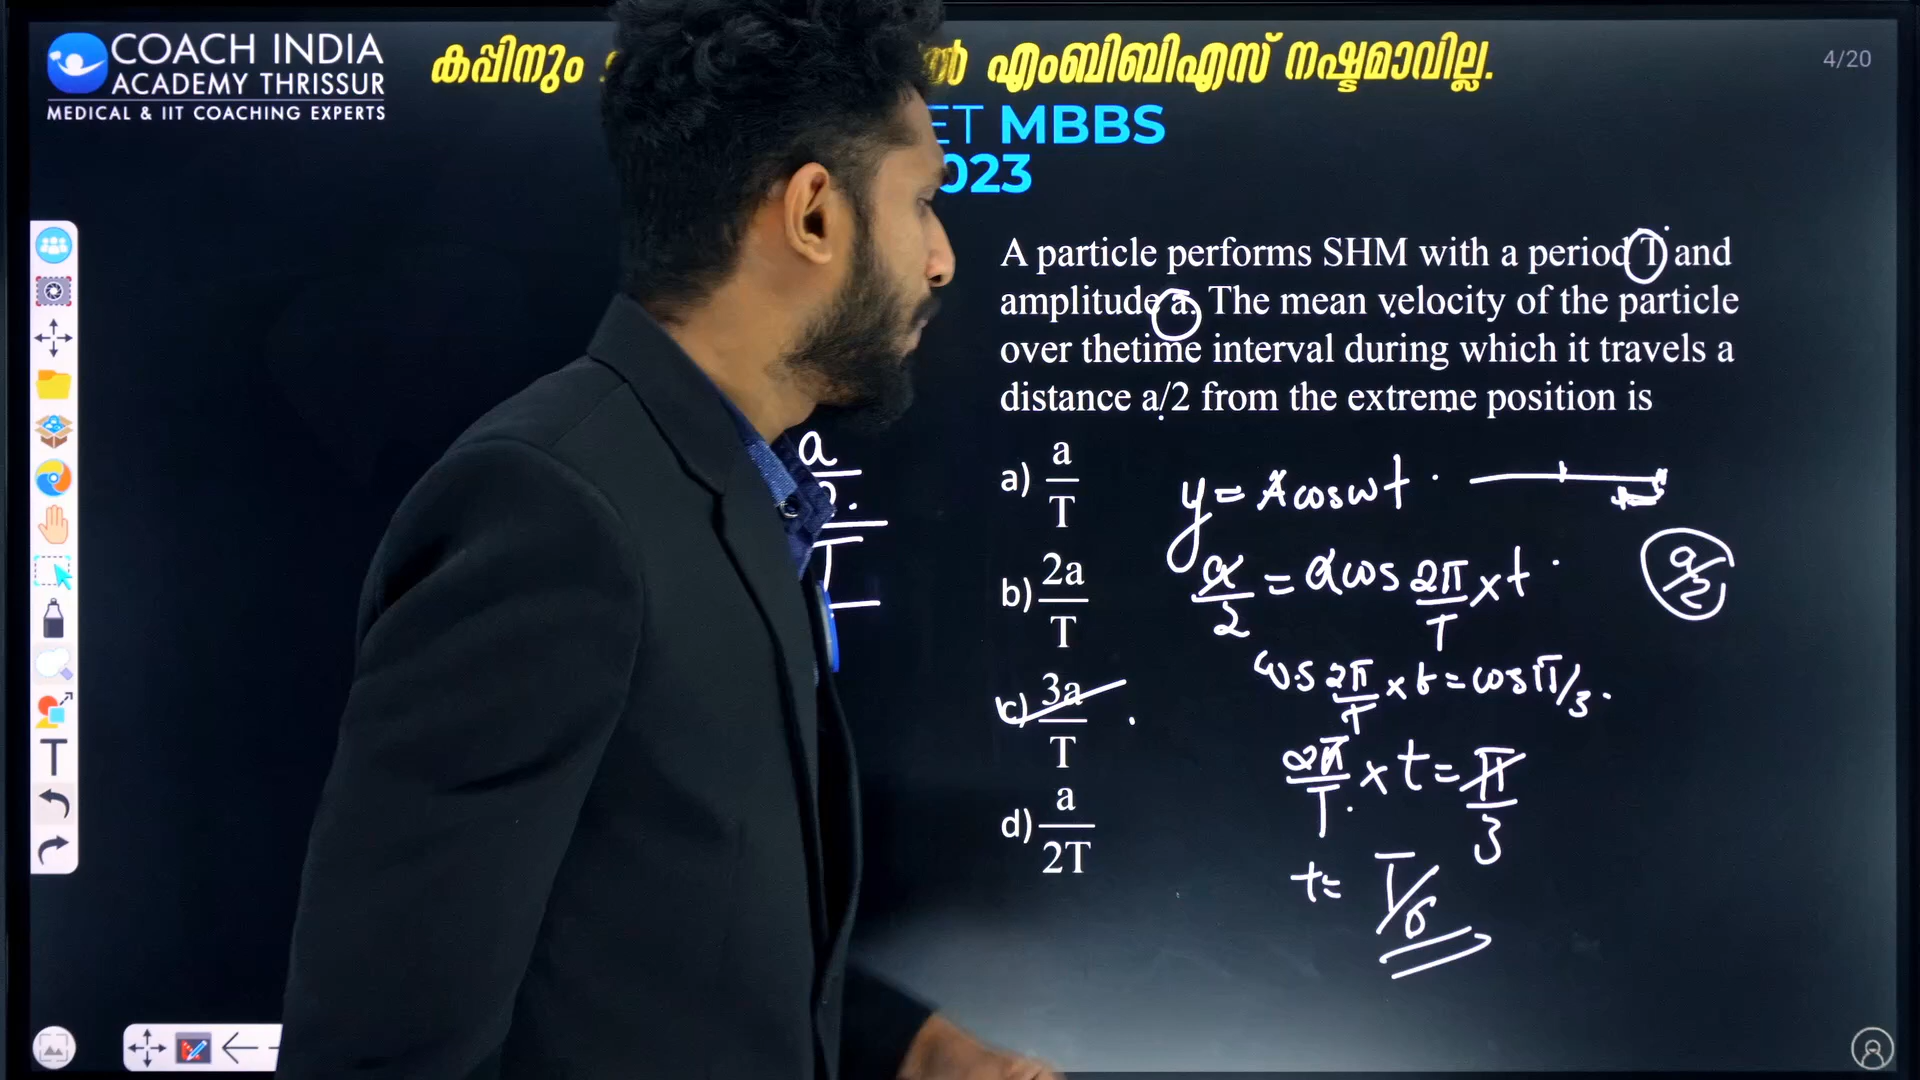 COACH INDIA
ACADEMY THRISSUR
MEDICAL & IIT COACHING EXPERTS
കപ്പിനും എംബിബിഎസ് നഷ്ടമാവില്ല.
4/20
ET MBBS
023
A particle performs SHM with a period T and
amplitude a. The mean velocity of the particle
over thetime interval during which it travels a
distance a/2 from the extreme position is
a) a/T
b) 2a/T
c) 3a/T
d) a/2T
y = A cos ωt
a/2 = a cos 2π/T × t
a/2
cos 2π/T × t = cos π/3
2π/T × t = π/3
t = T/6
a
T
T